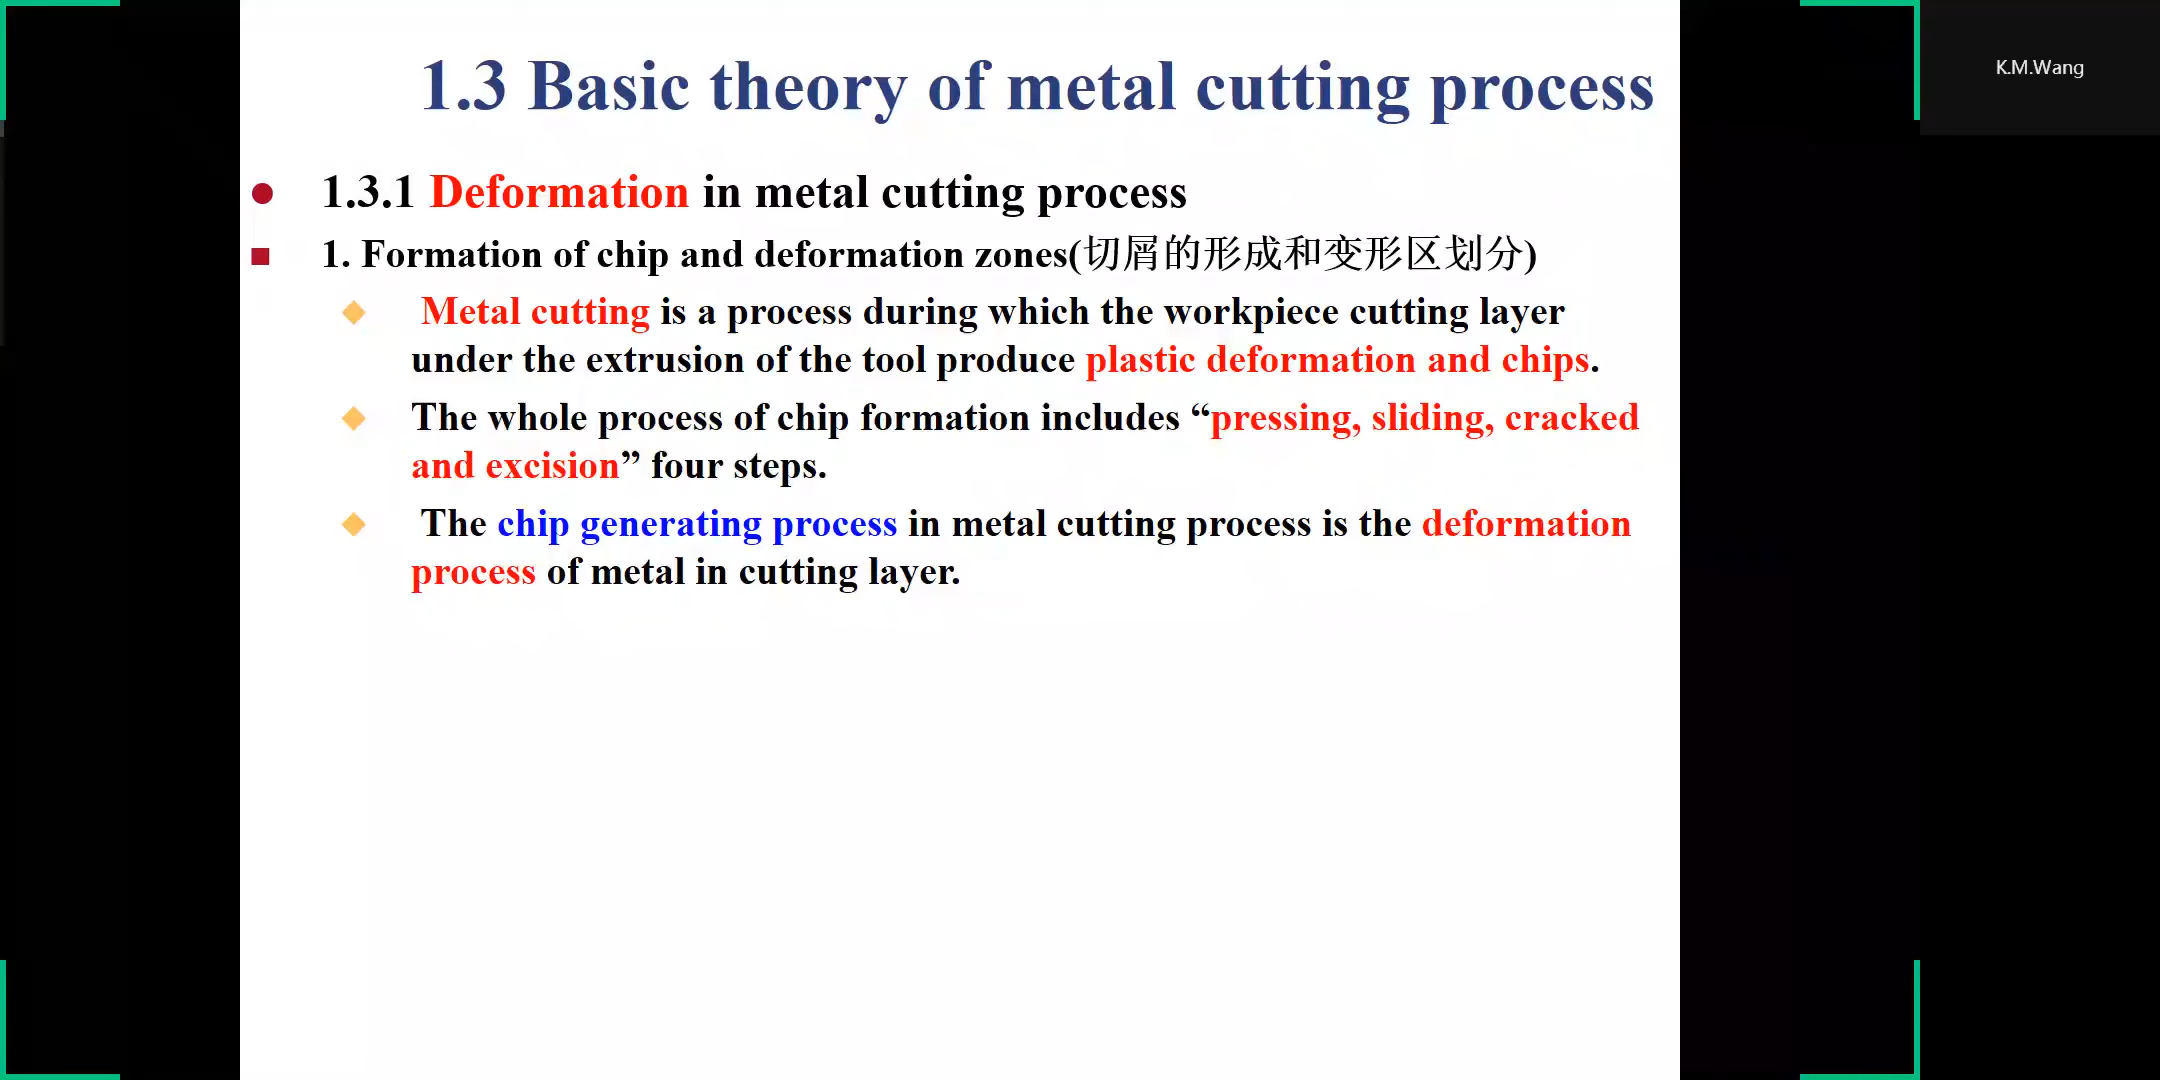 1.3 Basic theory of metal cutting process
K.M.Wang
1.3.1 Deformation in metal cutting process
1. Formation of chip and deformation zones(切屑的形成和变形区划分)
Metal cutting is a process during which the workpiece cutting layer
under the extrusion of the tool produce plastic deformation and chips.
The whole process of chip formation includes “pressing, sliding, cracked
and excision” four steps.
The chip generating process in metal cutting process is the deformation
process of metal in cutting layer.